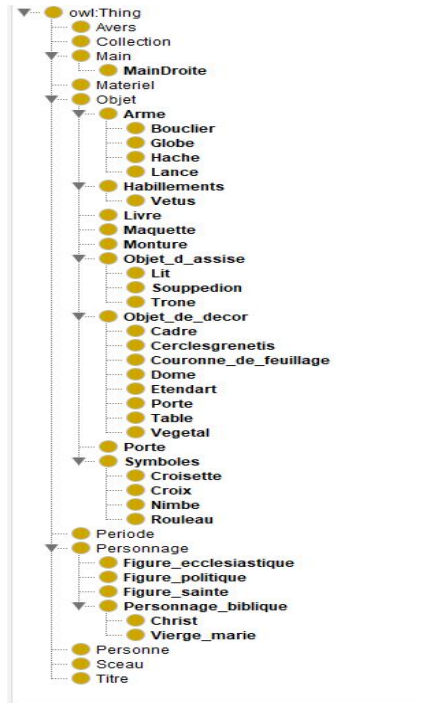 owl:Thing
Avers
Collection
Main
MainDroite
Materiel
Objet
Arme
Bouclier
Globe
Hache
Lance
Habillements
Vetus
Livre
Maquette
Monture
Objet_d_assise
Lit
Souppedion
Trone
Objet_de_decor
Cadre
Cerclesgrenetis
Couronne_de_feuillage
Dome
Etendart
Porte
Table
Vegetal
Porte
Symboles
Croisette
Croix
Nimbe
Rouleau
Periode
Personnage
Figure_ecclesiastique
Figure_politique
Figure_sainte
Personnage_biblique
Christ
Vierge_marie
Personne
Sceau
Titre